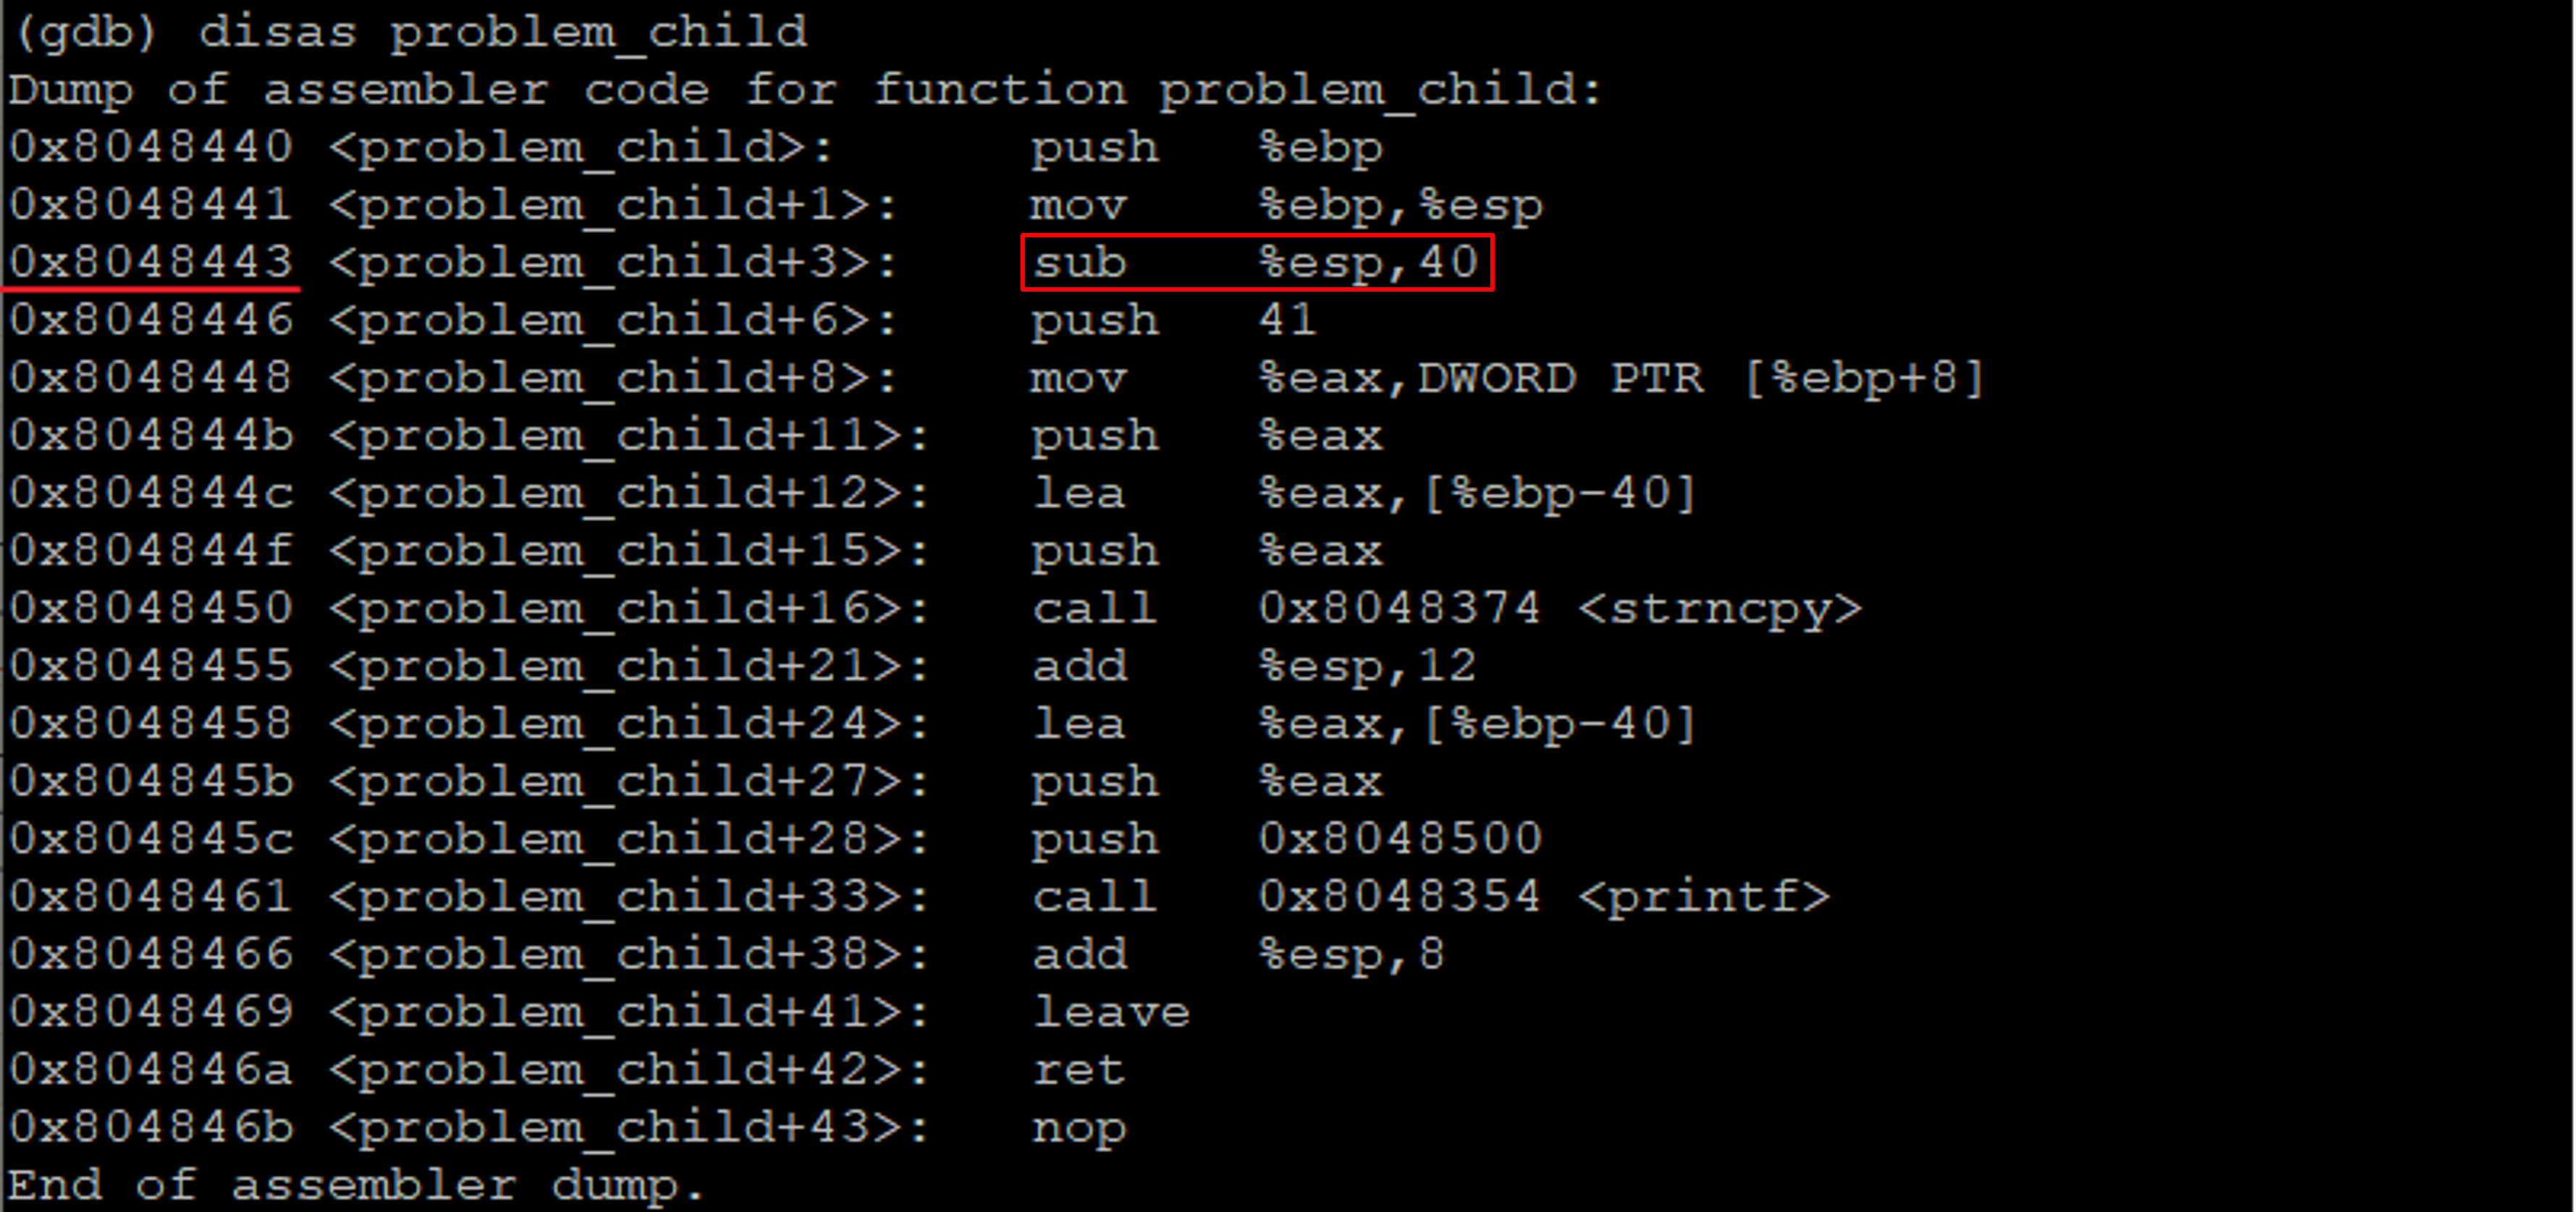 (gdb) disas problem_child
Dump of assembler code for function problem_child:
0x8048440 <problem_child>:      push   %ebp
0x8048441 <problem_child+1>:    mov    %ebp,%esp
0x8048443 <problem_child+3>:    sub    %esp,40
0x8048446 <problem_child+6>:    push   41
0x8048448 <problem_child+8>:    mov    %eax,DWORD PTR [%ebp+8]
0x804844b <problem_child+11>:   push   %eax
0x804844c <problem_child+12>:   lea    %eax,[%ebp-40]
0x804844f <problem_child+15>:   push   %eax
0x8048450 <problem_child+16>:   call   0x8048374 <strncpy>
0x8048455 <problem_child+21>:   add    %esp,12
0x8048458 <problem_child+24>:   lea    %eax,[%ebp-40]
0x804845b <problem_child+27>:   push   %eax
0x804845c <problem_child+28>:   push   0x8048500
0x8048461 <problem_child+33>:   call   0x8048354 <printf>
0x8048466 <problem_child+38>:   add    %esp,8
0x8048469 <problem_child+41>:   leave
0x804846a <problem_child+42>:   ret
0x804846b <problem_child+43>:   nop
End of assembler dump.